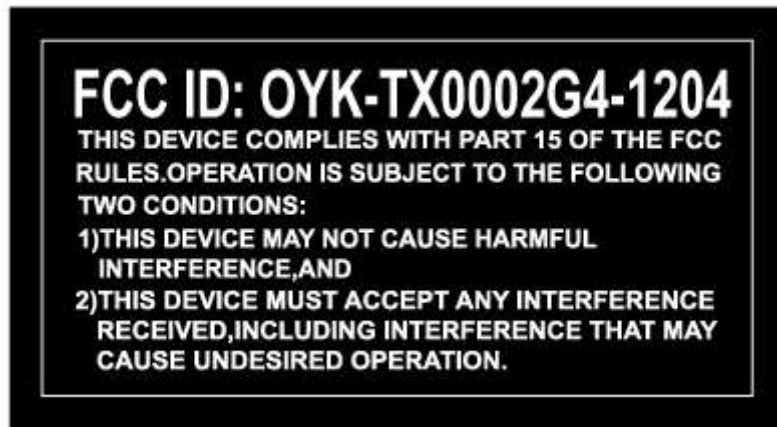 FCC ID: OYK-TX0002G4-1204
THIS DEVICE COMPLIES WITH PART 15 OF THE FCC
RULES.OPERATION IS SUBJECT TO THE FOLLOWING
TWO CONDITIONS:
1)THIS DEVICE MAY NOT CAUSE HARMFUL
INTERFERENCE,AND
2)THIS DEVICE MUST ACCEPT ANY INTERFERENCE
RECEIVED,INCLUDING INTERFERENCE THAT MAY
CAUSE UNDESIRED OPERATION.